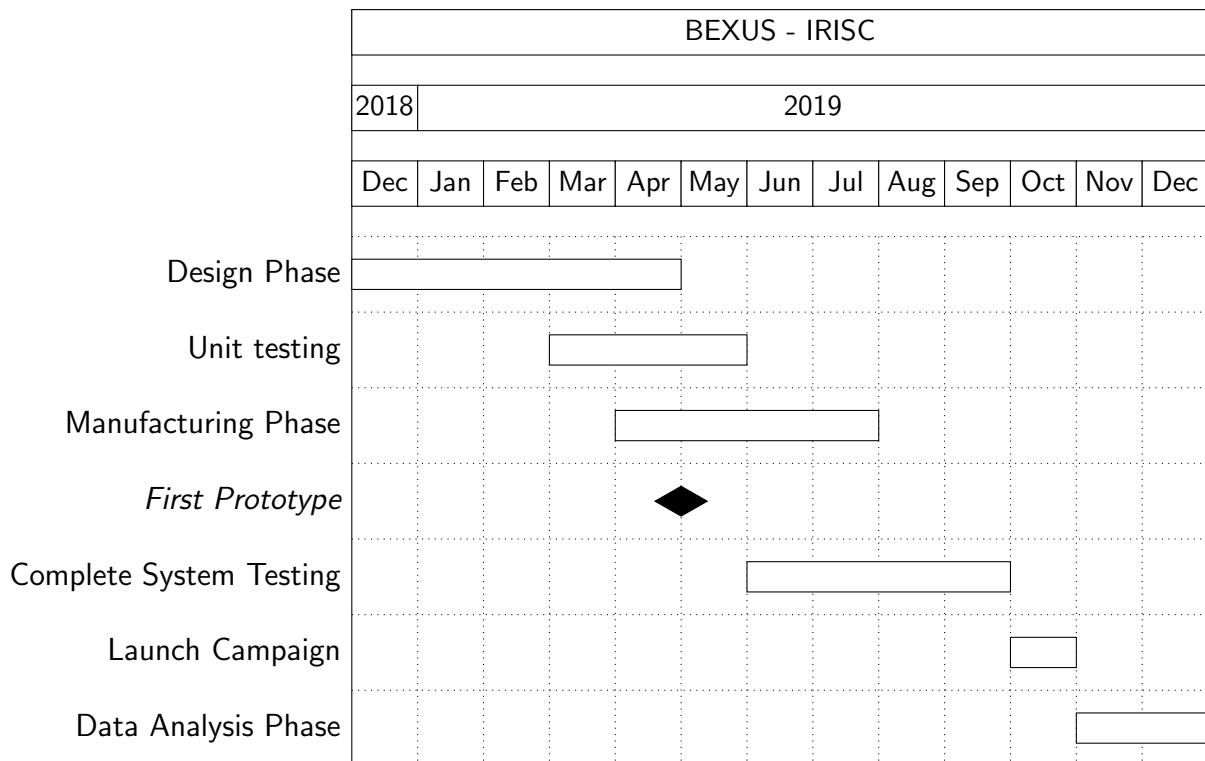 BEXUS - IRISC
2018 2019
Dec Jan Feb Mar Apr May Jun Jul Aug Sep Oct Nov Dec
Design Phase
Unit testing
Manufacturing Phase
First Prototype
Complete System Testing
Launch Campaign
Data Analysis Phase